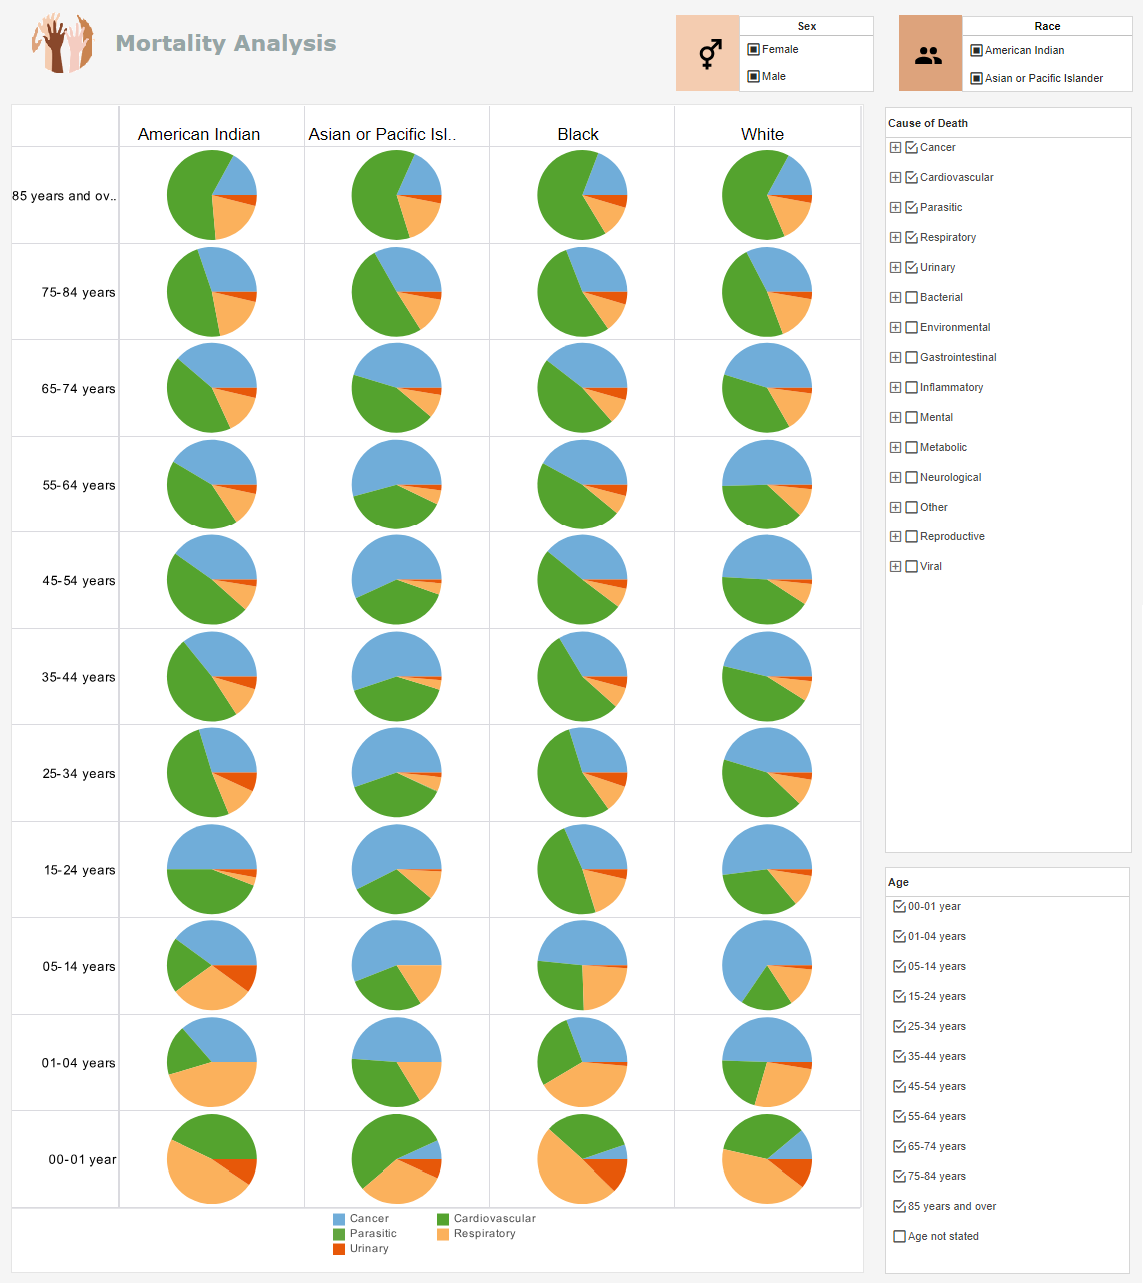 Mortality Analysis
Sex
Female
Male
Race
American Indian
Asian or Pacific Islander
American Indian
Asian or Pacific Isl..
Black
White
85 years and ov..
75-84 years
65-74 years
55-64 years
45-54 years
35-44 years
25-34 years
15-24 years
05-14 years
01-04 years
00-01 year
Cancer
Cardiovascular
Parasitic
Respiratory
Urinary
Cause of Death
Cancer
Cardiovascular
Parasitic
Respiratory
Urinary
Bacterial
Environmental
Gastrointestinal
Inflammatory
Mental
Metabolic
Neurological
Other
Reproductive
Viral
Age
00-01 year
01-04 years
05-14 years
15-24 years
25-34 years
35-44 years
45-54 years
55-64 years
65-74 years
75-84 years
85 years and over
Age not stated